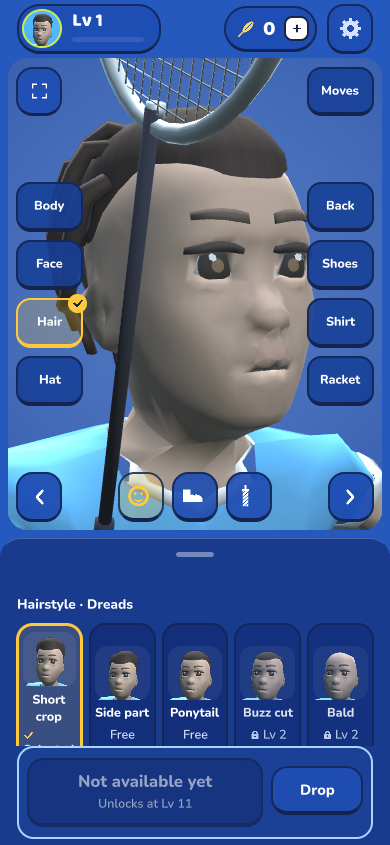 Lv 1
0
+
Moves
Body
Back
Face
Shoes
Hair
Shirt
Hat
Racket
Hairstyle · Dreads
Short crop
Side part
Ponytail
Buzz cut
Bald
Free
Free
Lv 2
Lv 2
Not available yet
Unlocks at Lv 11
Drop